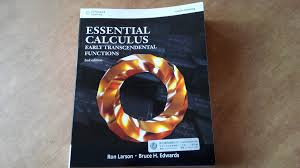 ESSENTIAL
CALCULUS
EARLY TRANSCENDENTAL
FUNCTIONS
2nd edition
Ron Larson • Bruce H. Edwards